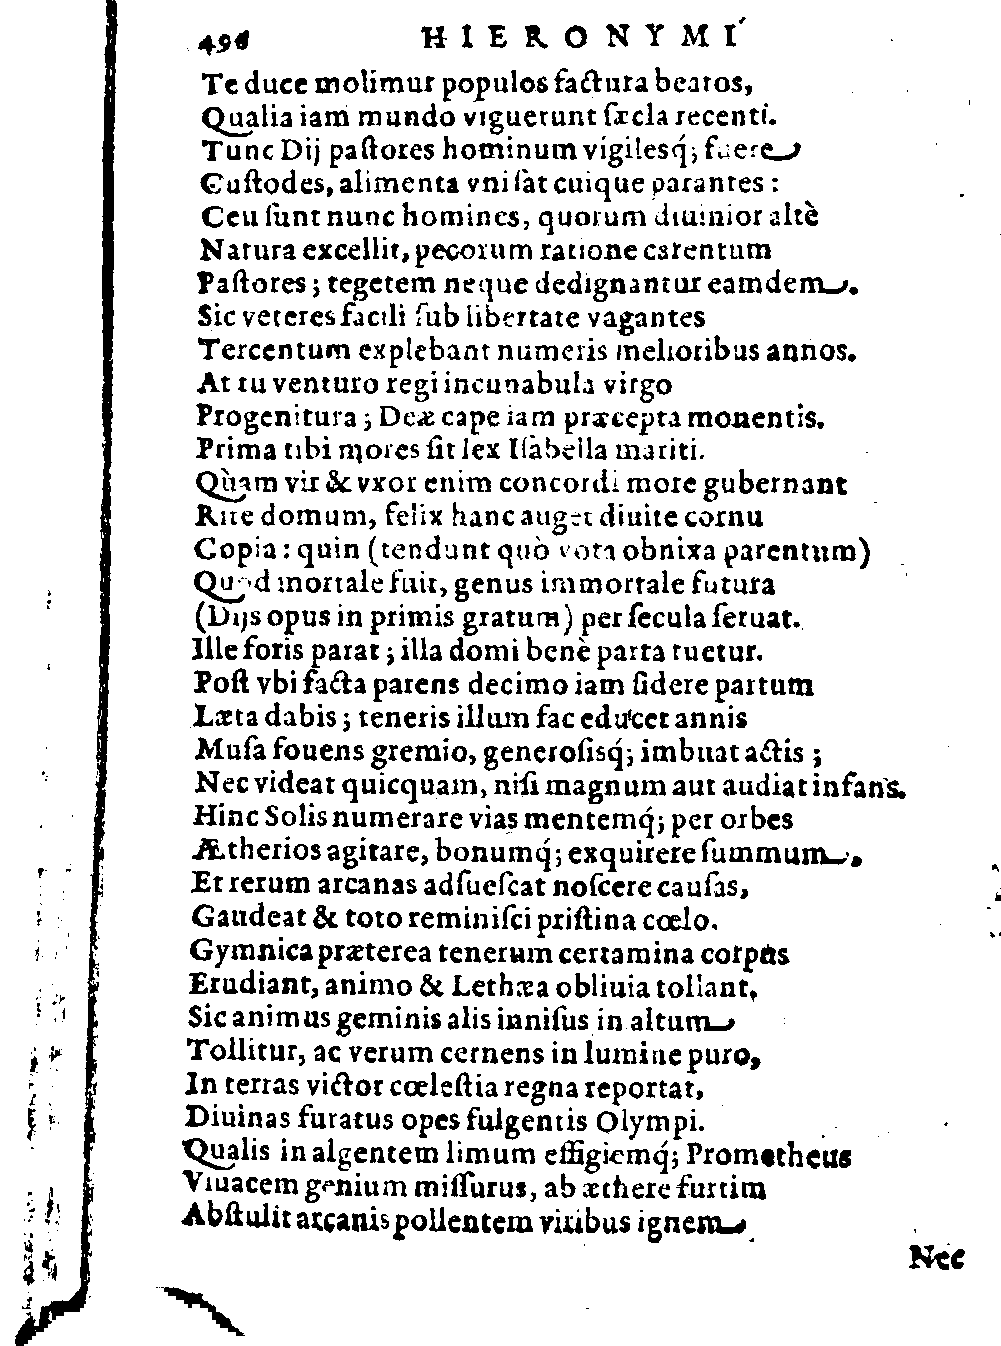 496 HIERONYMI
Te duce molimur populos factura beatos,
Qualia iam mundo viguerunt sæcla recenti.
Tunc Dij paſtores hominum vigilesq́; fuere
Cuſtodes, alimenta vni ſat cuique parantes :
Ceu ſunt nunc homines, quorum diuinior altè
Natura excellit, pecorum ratione carentum
Paſtores ; tegetem neque dedignantur eamdem.
Sic veteres facili ſub libertate vagantes
Tercentum explebant numeris melioribus annos.
At tu venturo regi incunabula virgo
Progenitura ; Deæ cape iam præcepta monentis.
Prima tibi mores ſit lex Iſabella mariti.
Quàm vir & vxor enim concordi more gubernant
Rite domum, felix hanc auget diuite cornu
Copia : quin (tendunt quò vota obnixa parentum)
Quod mortale fuit, genus immortale futura
(Dijs opus in primis gratum) per ſecula ſeruat.
Ille foris parat ; illa domi benè parta tuetur.
Poſt vbi facta parens decimo iam ſidere partum
Læta dabis ; teneris illum fac educet annis
Muſa fouens gremio, generoſisq́; imbuat actis ;
Nec videat quicquam, niſi magnum aut audiat infans.
Hinc Solis numerare vias mentemq́; per orbes
Ætherios agitare, bonumq́; exquirere ſummum.
Et rerum arcanas adſueſcat noſcere cauſas,
Gaudeat & toto reminiſci priſtina cœlo.
Gymnica præterea tenerum certamina corpus
Erudiant, animo & Lethæa obliuia tollant,
Sic animus geminis alis inniſus in altum
Tollitur, ac verum cernens in lumine puro,
In terras victor cœleſtia regna reportat,
Diuinas furatus opes fulgentis Olympi.
Qualis in algentem limum effigiemq́; Prometheus
Viuacem genium miſſurus, ab æthere furtim
Abſtulit arcanis pollentem viribus ignem.
Nec